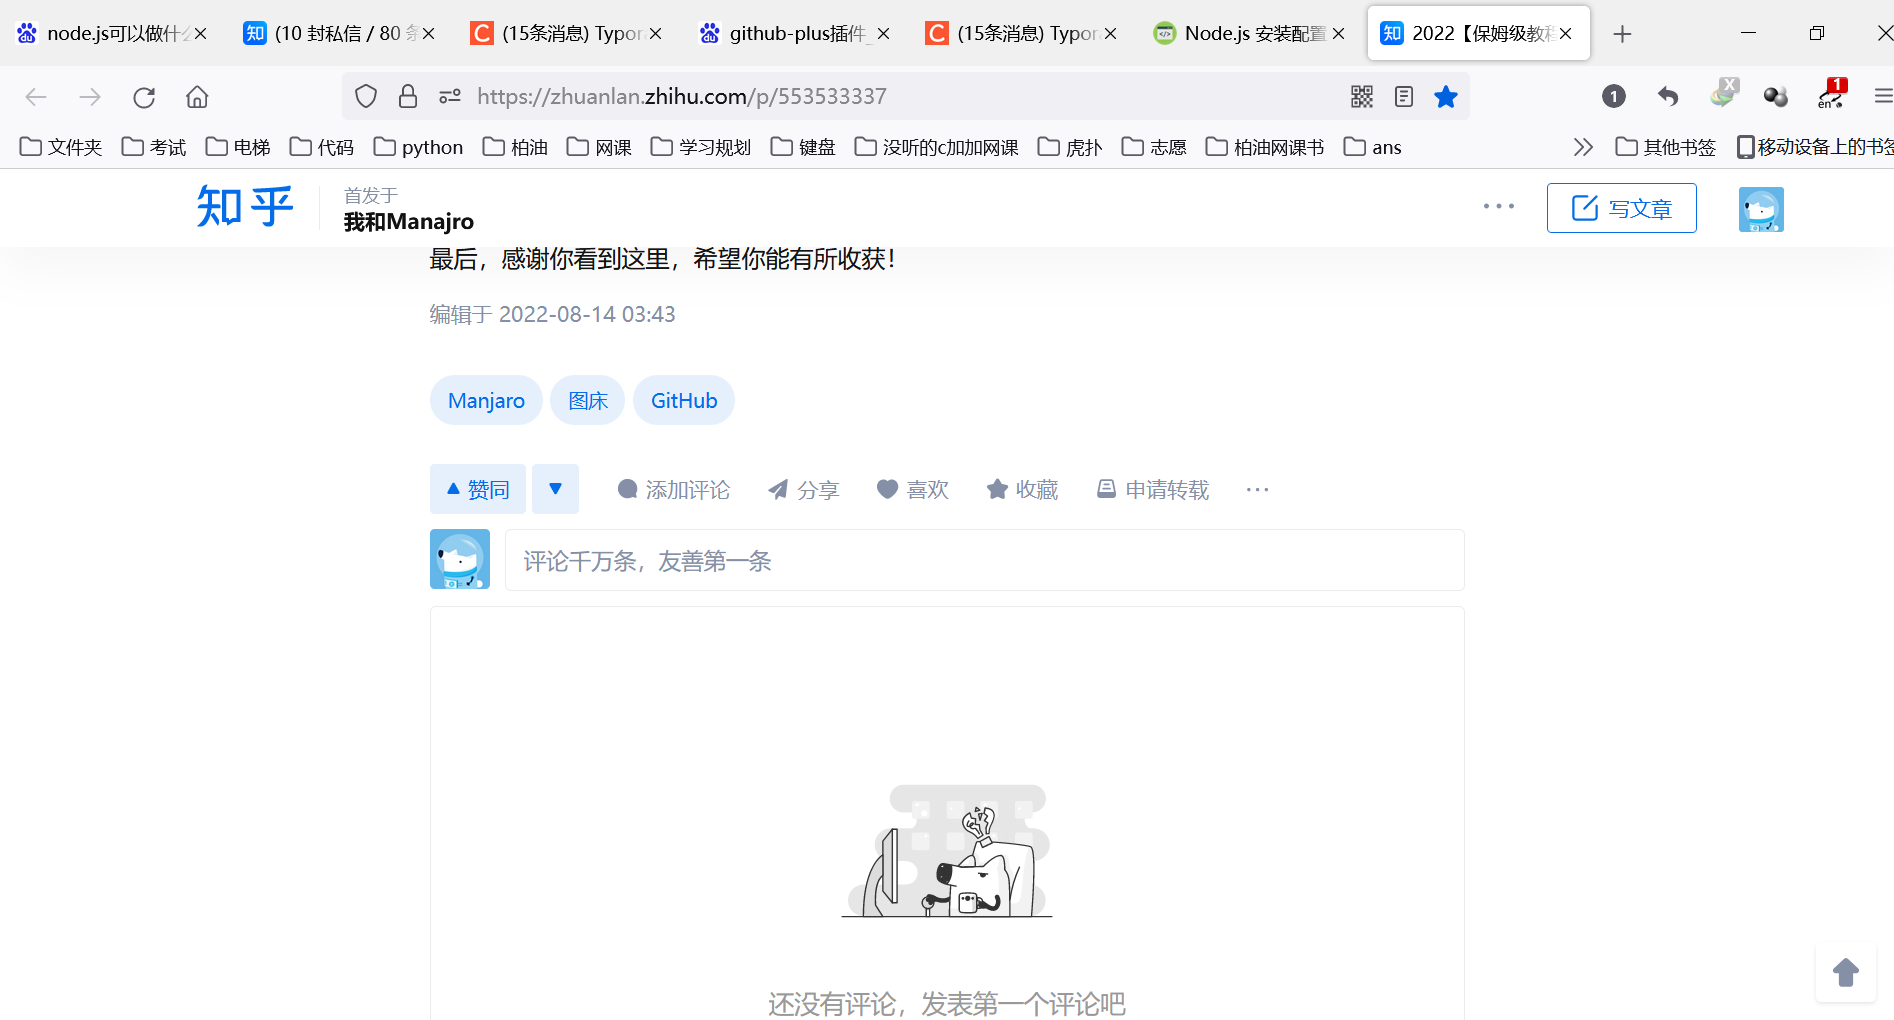 node.js可以做什么
知 (10 封私信 / 80 条
C (15条消息) Typora
github-plus插件_
C (15条消息) Typora
Node.js 安装配置
知 2022【保姆级教程
https://zhuanlan.zhihu.com/p/553533337
1
X
en 1
文件夹 考试 电梯 代码 python 柏油 网课 学习规划 键盘 没听的c加加网课 虎扑 志愿 柏油网课书 ans 其他书签 移动设备上的书签
知乎
首发于
我和Manajro
写文章
最后，感谢你看到这里，希望你能有所收获！
编辑于 2022-08-14 03:43
Manjaro 图床 GitHub
赞同 添加评论 分享 喜欢 收藏 申请转载
评论千万条，友善第一条
还没有评论，发表第一个评论吧